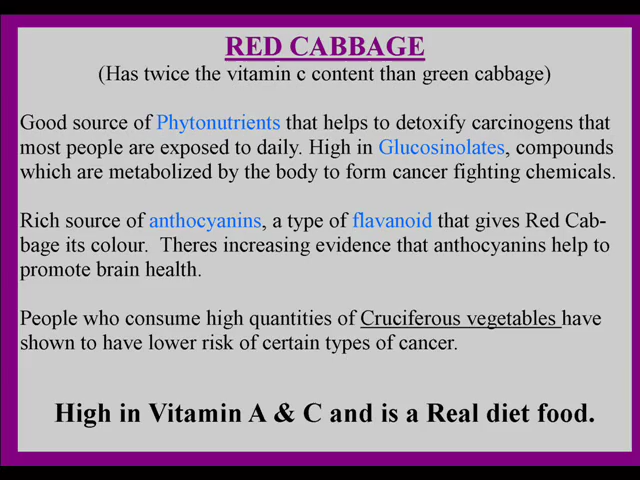 RED CABBAGE
(Has twice the vitamin c content than green cabbage)
Good source of Phytonutrients that helps to detoxify carcinogens that
most people are exposed to daily. High in Glucosinolates, compounds
which are metabolized by the body to form cancer fighting chemicals.
Rich source of anthocyanins, a type of flavanoid that gives Red Cab-
bage its colour.  Theres increasing evidence that anthocyanins help to
promote brain health.
People who consume high quantities of Cruciferous vegetables have
shown to have lower risk of certain types of cancer.
High in Vitamin A & C and is a Real diet food.